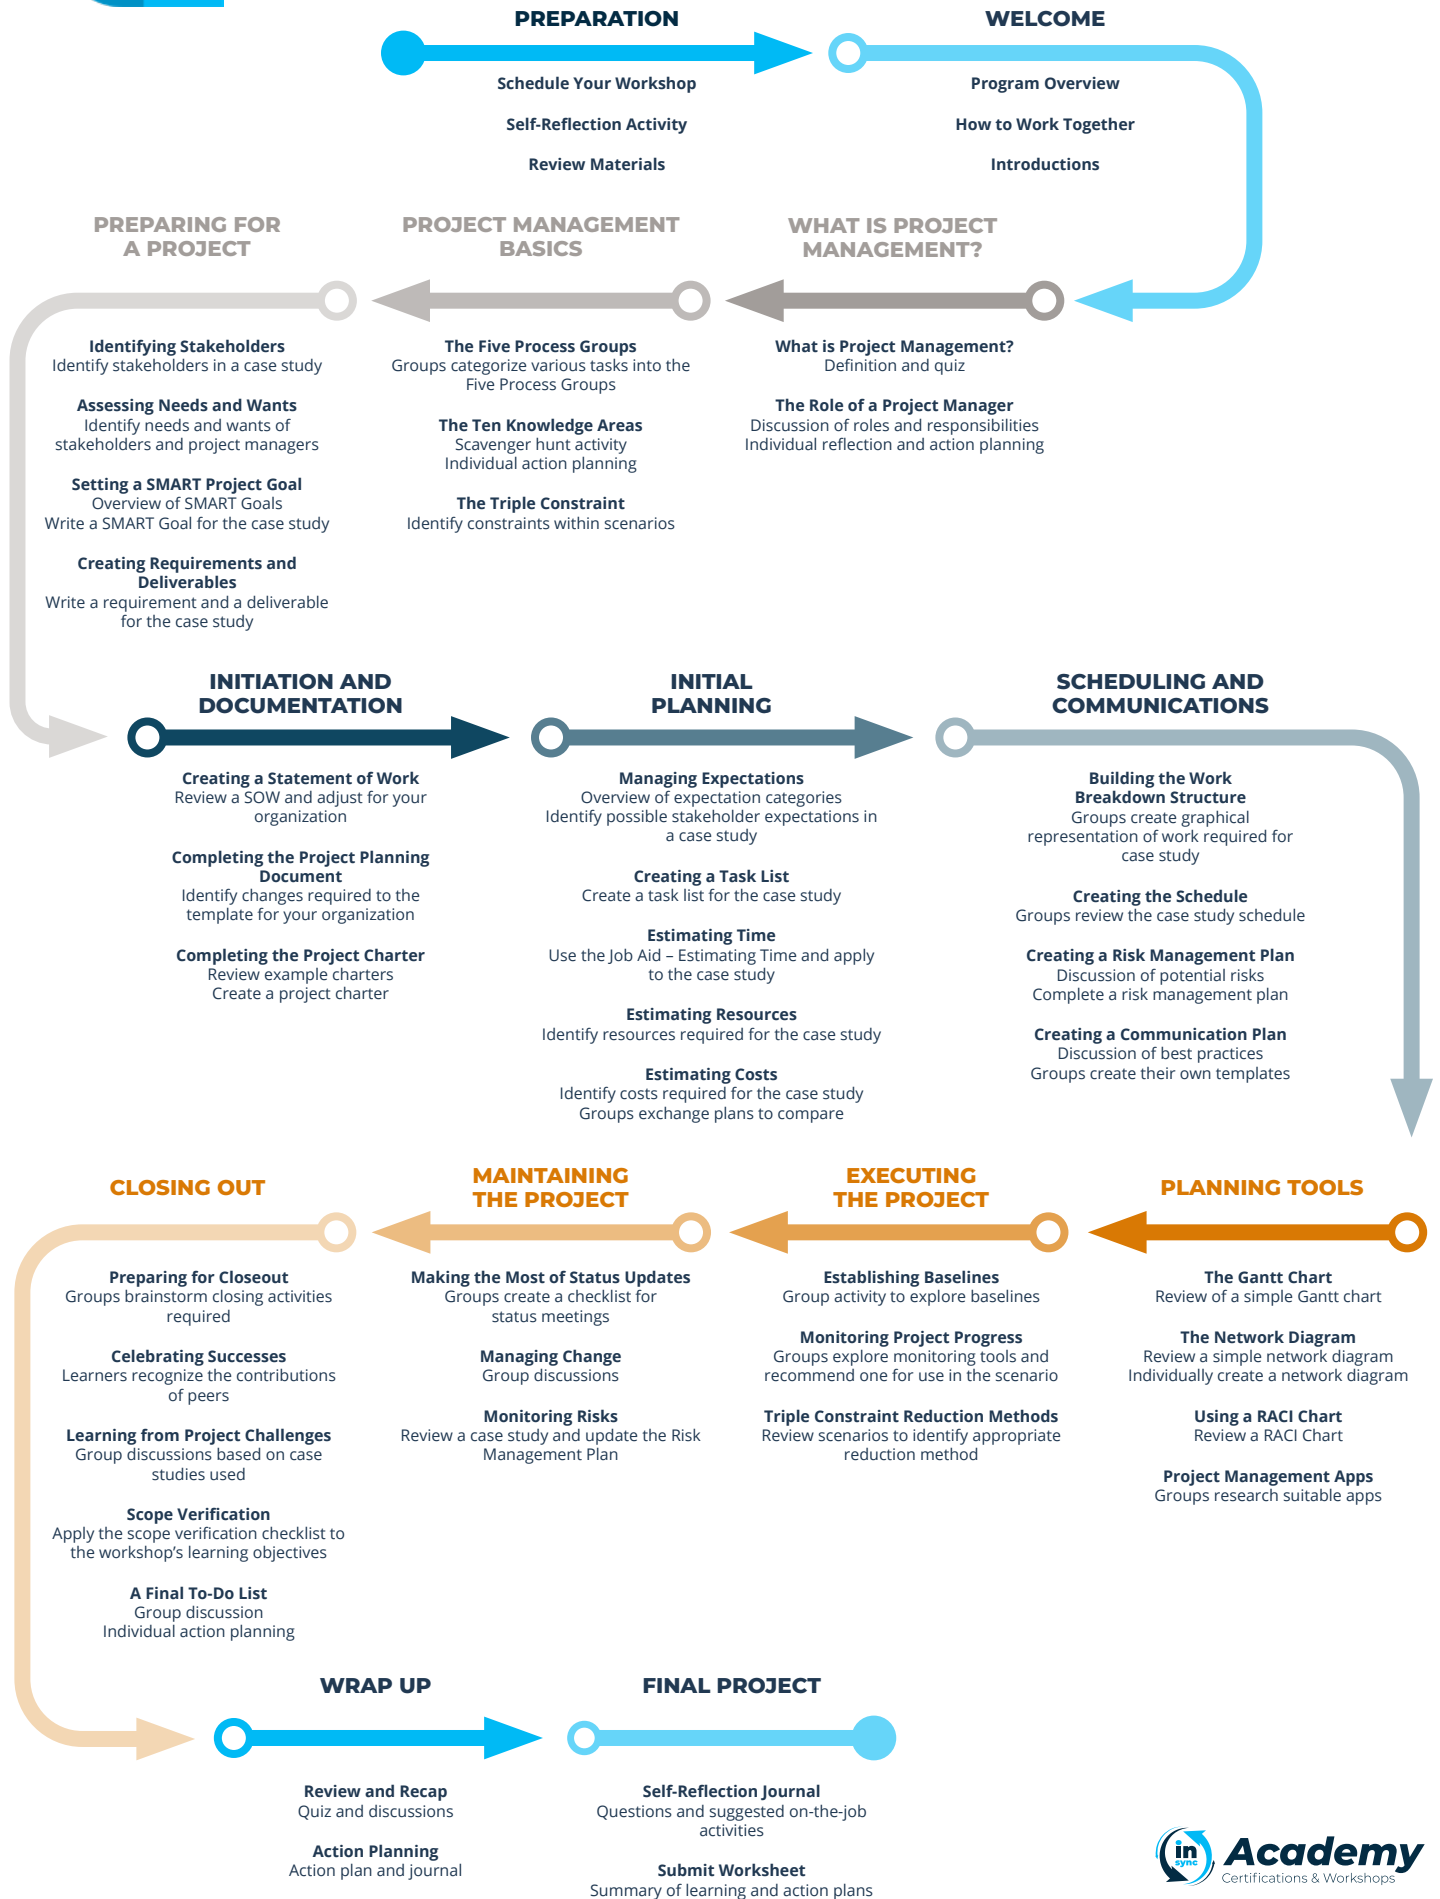 PREPARATION
Schedule Your Workshop
Self-Reflection Activity
Review Materials
WELCOME
Program Overview
How to Work Together
Introductions
WHAT IS PROJECT
MANAGEMENT?
What is Project Management?
Definition and quiz
The Role of a Project Manager
Discussion of roles and responsibilities
Individual reflection and action planning
PROJECT MANAGEMENT
BASICS
The Five Process Groups
Groups categorize various tasks into the
Five Process Groups
The Ten Knowledge Areas
Scavenger hunt activity
Individual action planning
The Triple Constraint
Identify constraints within scenarios
PREPARING FOR
A PROJECT
Identifying Stakeholders
Identify stakeholders in a case study
Assessing Needs and Wants
Identify needs and wants of
stakeholders and project managers
Setting a SMART Project Goal
Overview of SMART Goals
Write a SMART Goal for the case study
Creating Requirements and
Deliverables
Write a requirement and a deliverable
for the case study
INITIATION AND
DOCUMENTATION
Creating a Statement of Work
Review a SOW and adjust for your
organization
Completing the Project Planning
Document
Identify changes required to the
template for your organization
Completing the Project Charter
Review example charters
Create a project charter
INITIAL
PLANNING
Managing Expectations
Overview of expectation categories
Identify possible stakeholder expectations in
a case study
Creating a Task List
Create a task list for the case study
Estimating Time
Use the Job Aid – Estimating Time and apply
to the case study
Estimating Resources
Identify resources required for the case study
Estimating Costs
Identify costs required for the case study
Groups exchange plans to compare
SCHEDULING AND
COMMUNICATIONS
Building the Work
Breakdown Structure
Groups create graphical
representation of work required for
case study
Creating the Schedule
Groups review the case study schedule
Creating a Risk Management Plan
Discussion of potential risks
Complete a risk management plan
Creating a Communication Plan
Discussion of best practices
Groups create their own templates
PLANNING TOOLS
The Gantt Chart
Review of a simple Gantt chart
The Network Diagram
Review a simple network diagram
Individually create a network diagram
Using a RACI Chart
Review a RACI Chart
Project Management Apps
Groups research suitable apps
EXECUTING
THE PROJECT
Establishing Baselines
Group activity to explore baselines
Monitoring Project Progress
Groups explore monitoring tools and
recommend one for use in the scenario
Triple Constraint Reduction Methods
Review scenarios to identify appropriate
reduction method
MAINTAINING
THE PROJECT
Making the Most of Status Updates
Groups create a checklist for
status meetings
Managing Change
Group discussions
Monitoring Risks
Review a case study and update the Risk
Management Plan
CLOSING OUT
Preparing for Closeout
Groups brainstorm closing activities
required
Celebrating Successes
Learners recognize the contributions
of peers
Learning from Project Challenges
Group discussions based on case
studies used
Scope Verification
Apply the scope verification checklist to
the workshop’s learning objectives
A Final To-Do List
Group discussion
Individual action planning
WRAP UP
Review and Recap
Quiz and discussions
Action Planning
Action plan and journal
FINAL PROJECT
Self-Reflection Journal
Questions and suggested on-the-job
activities
Submit Worksheet
Summary of learning and action plans
in
sync
Academy
Certifications & Workshops